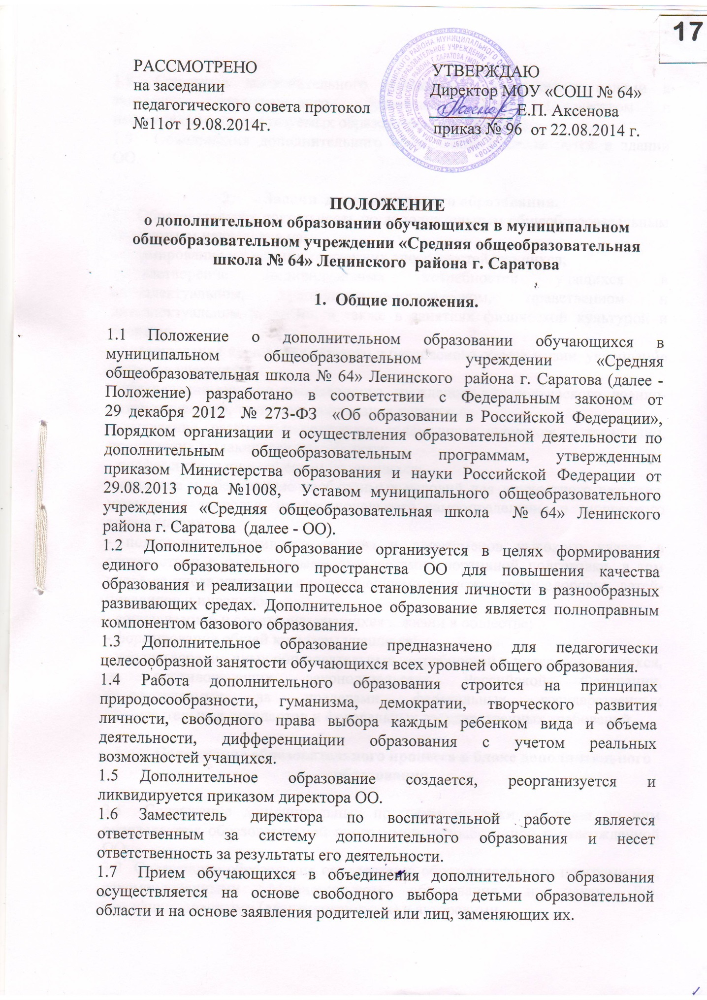 17
РАССМОТРЕНО
на заседании
педагогического совета протокол
№11от 19.08.2014г.
УТВЕРЖДАЮ
Директор МОУ «СОШ № 64»
Е.П. Аксенова
приказ № 96 от 22.08.2014 г.
ПОЛОЖЕНИЕ
о дополнительном образовании обучающихся в муниципальном
общеобразовательном учреждении «Средняя общеобразовательная
школа № 64» Ленинского района г. Саратова
1. Общие положения.
1.1 Положение о дополнительном образовании обучающихся в
муниципальном общеобразовательном учреждении «Средняя
общеобразовательная школа № 64» Ленинского района г. Саратова (далее -
Положение) разработано в соответствии с Федеральным законом от
29 декабря 2012 № 273-ФЗ «Об образовании в Российской Федерации»,
Порядком организации и осуществления образовательной деятельности по
дополнительным общеобразовательным программам, утвержденным
приказом Министерства образования и науки Российской Федерации от
29.08.2013 года №1008, Уставом муниципального общеобразовательного
учреждения «Средняя общеобразовательная школа № 64» Ленинского
района г. Саратова (далее - ОО).
1.2 Дополнительное образование организуется в целях формирования
единого образовательного пространства ОО для повышения качества
образования и реализации процесса становления личности в разнообразных
развивающих средах. Дополнительное образование является полноправным
компонентом базового образования.
1.3 Дополнительное образование предназначено для педагогически
целесообразной занятости обучающихся всех уровней общего образования.
1.4 Работа дополнительного образования строится на принципах
природосообразности, гуманизма, демократии, творческого развития
личности, свободного права выбора каждым ребенком вида и объема
деятельности, дифференциации образования с учетом реальных
возможностей учащихся.
1.5 Дополнительное образование создается, реорганизуется и
ликвидируется приказом директора ОО.
1.6 Заместитель директора по воспитательной работе является
ответственным за систему дополнительного образования и несет
ответственность за результаты его деятельности.
1.7 Прием обучающихся в объединения дополнительного образования
осуществляется на основе свободного выбора детьми образовательной
области и на основе заявления родителей или лиц, заменяющих их.